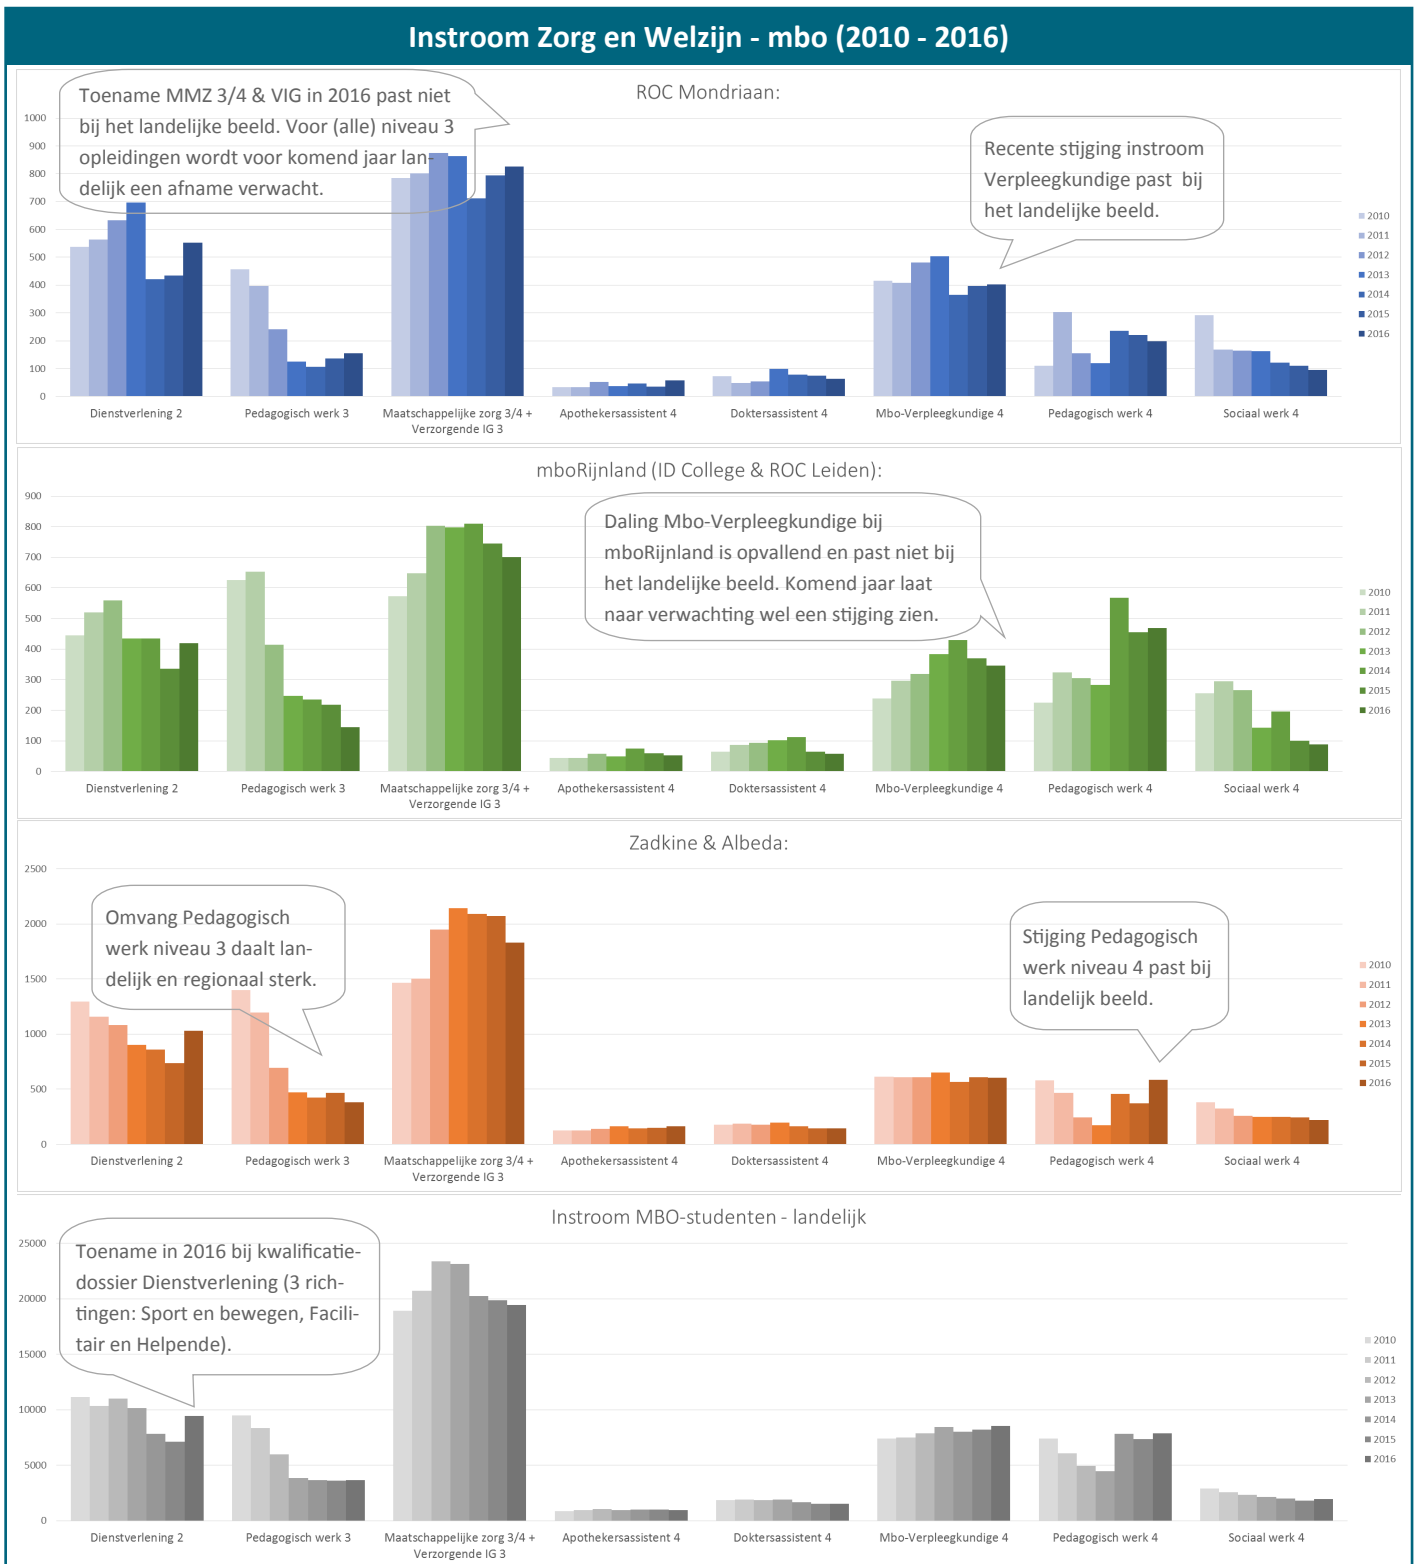 Instroom Zorg en Welzijn - mbo (2010 - 2016)
ROC Mondriaan:
Toename MMZ 3/4 & VIG in 2016 past niet
bij het landelijke beeld. Voor (alle) niveau 3
opleidingen wordt voor komend jaar lan-
delijk een afname verwacht.
Recente stijging instroom
Verpleegkundige past bij
het landelijke beeld.
1000
900
800
700
600
500
400
300
200
100
0
2010
2011
2012
2013
2014
2015
2016
Dienstverlening 2
Pedagogisch werk 3
Maatschappelijke zorg 3/4 +
Verzorgende IG 3
Apothekersassistent 4
Doktersassistent 4
Mbo-Verpleegkundige 4
Pedagogisch werk 4
Sociaal werk 4
mboRijnland (ID College & ROC Leiden):
Daling Mbo-Verpleegkundige bij
mboRijnland is opvallend en past niet bij
het landelijke beeld. Komend jaar laat
naar verwachting wel een stijging zien.
900
800
700
600
500
400
300
200
100
0
2010
2011
2012
2013
2014
2015
2016
Dienstverlening 2
Pedagogisch werk 3
Maatschappelijke zorg 3/4 +
Verzorgende IG 3
Apothekersassistent 4
Doktersassistent 4
Mbo-Verpleegkundige 4
Pedagogisch werk 4
Sociaal werk 4
Zadkine & Albeda:
Omvang Pedagogisch
werk niveau 3 daalt lan-
delijk en regionaal sterk.
Stijging Pedagogisch
werk niveau 4 past bij
landelijk beeld.
2500
2000
1500
1000
500
0
2010
2011
2012
2013
2014
2015
2016
Dienstverlening 2
Pedagogisch werk 3
Maatschappelijke zorg 3/4 +
Verzorgende IG 3
Apothekersassistent 4
Doktersassistent 4
Mbo-Verpleegkundige 4
Pedagogisch werk 4
Sociaal werk 4
Instroom MBO-studenten - landelijk
Toename in 2016 bij kwalificatie-
dossier Dienstverlening (3 rich-
tingen: Sport en bewegen, Facili-
tair en Helpende).
25000
20000
15000
10000
5000
0
2010
2011
2012
2013
2014
2015
2016
Dienstverlening 2
Pedagogisch werk 3
Maatschappelijke zorg 3/4 +
Verzorgende IG 3
Apothekersassistent 4
Doktersassistent 4
Mbo-Verpleegkundige 4
Pedagogisch werk 4
Sociaal werk 4